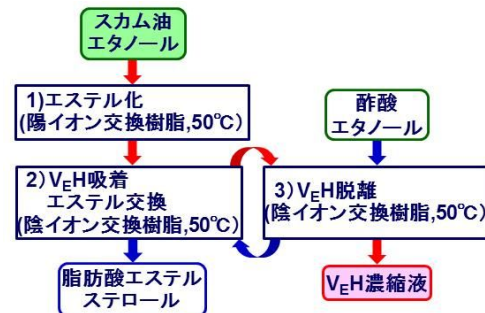 スカム油
エタノール
1)エステル化
(陽イオン交換樹脂,50℃)
酢酸
エタノール
2)VEH吸着
エステル交換
(陰イオン交換樹脂,50℃)
3)VEH脱離
(陰イオン交換樹脂,50℃)
脂肪酸エステル
ステロール
VEH濃縮液